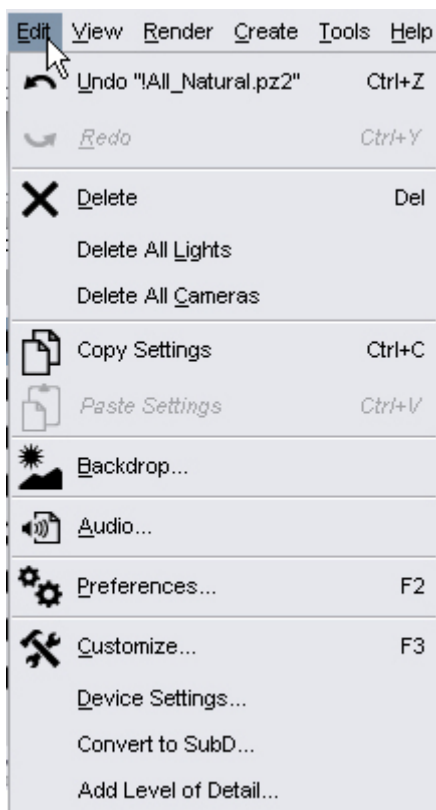 Edit View Render Create Tools Help
Undo "!All_Natural.pz2" Ctrl+Z
Redo Ctrl+Y
Delete Del
Delete All Lights
Delete All Cameras
Copy Settings Ctrl+C
Paste Settings Ctrl+V
Backdrop...
Audio...
Preferences... F2
Customize... F3
Device Settings...
Convert to SubD...
Add Level of Detail...